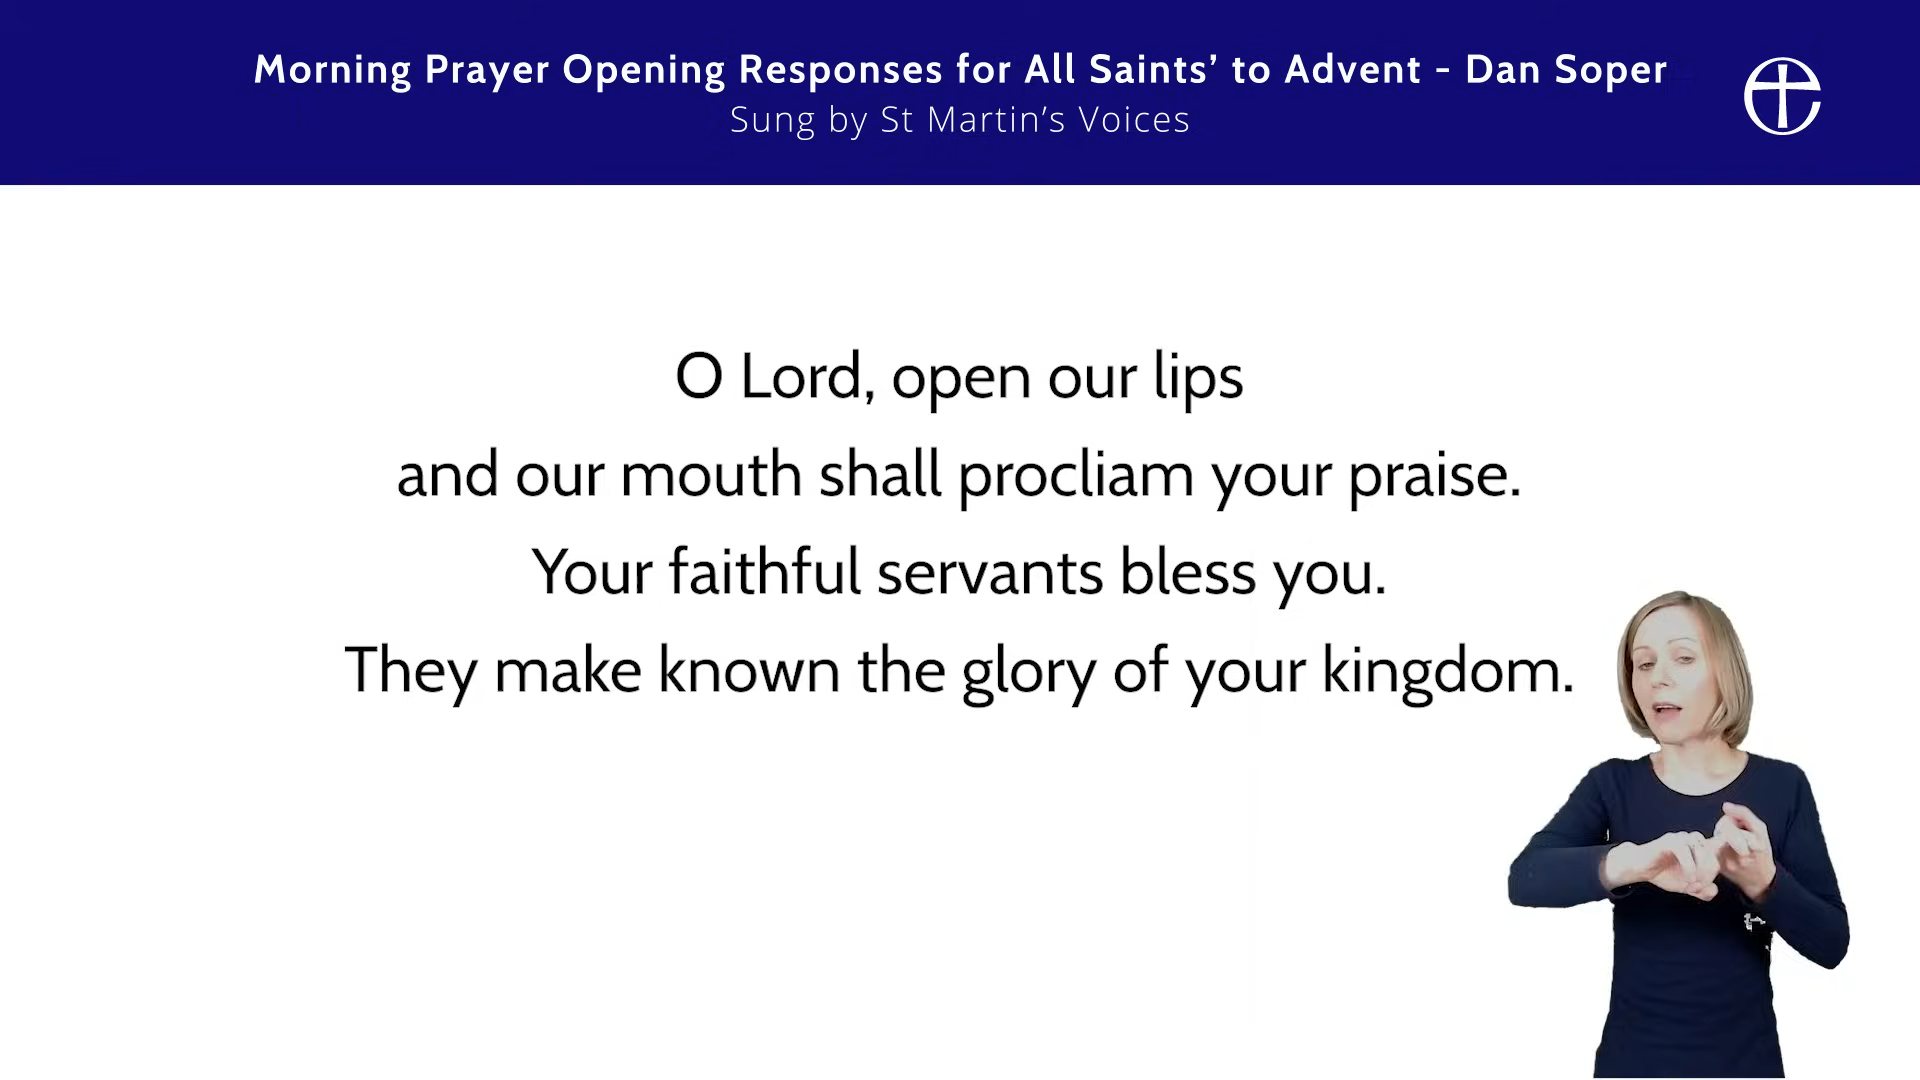 Morning Prayer Opening Responses for All Saints’ to Advent - Dan Soper
Sung by St Martin’s Voices
O Lord, open our lips
and our mouth shall procliam your praise.
Your faithful servants bless you.
They make known the glory of your kingdom.